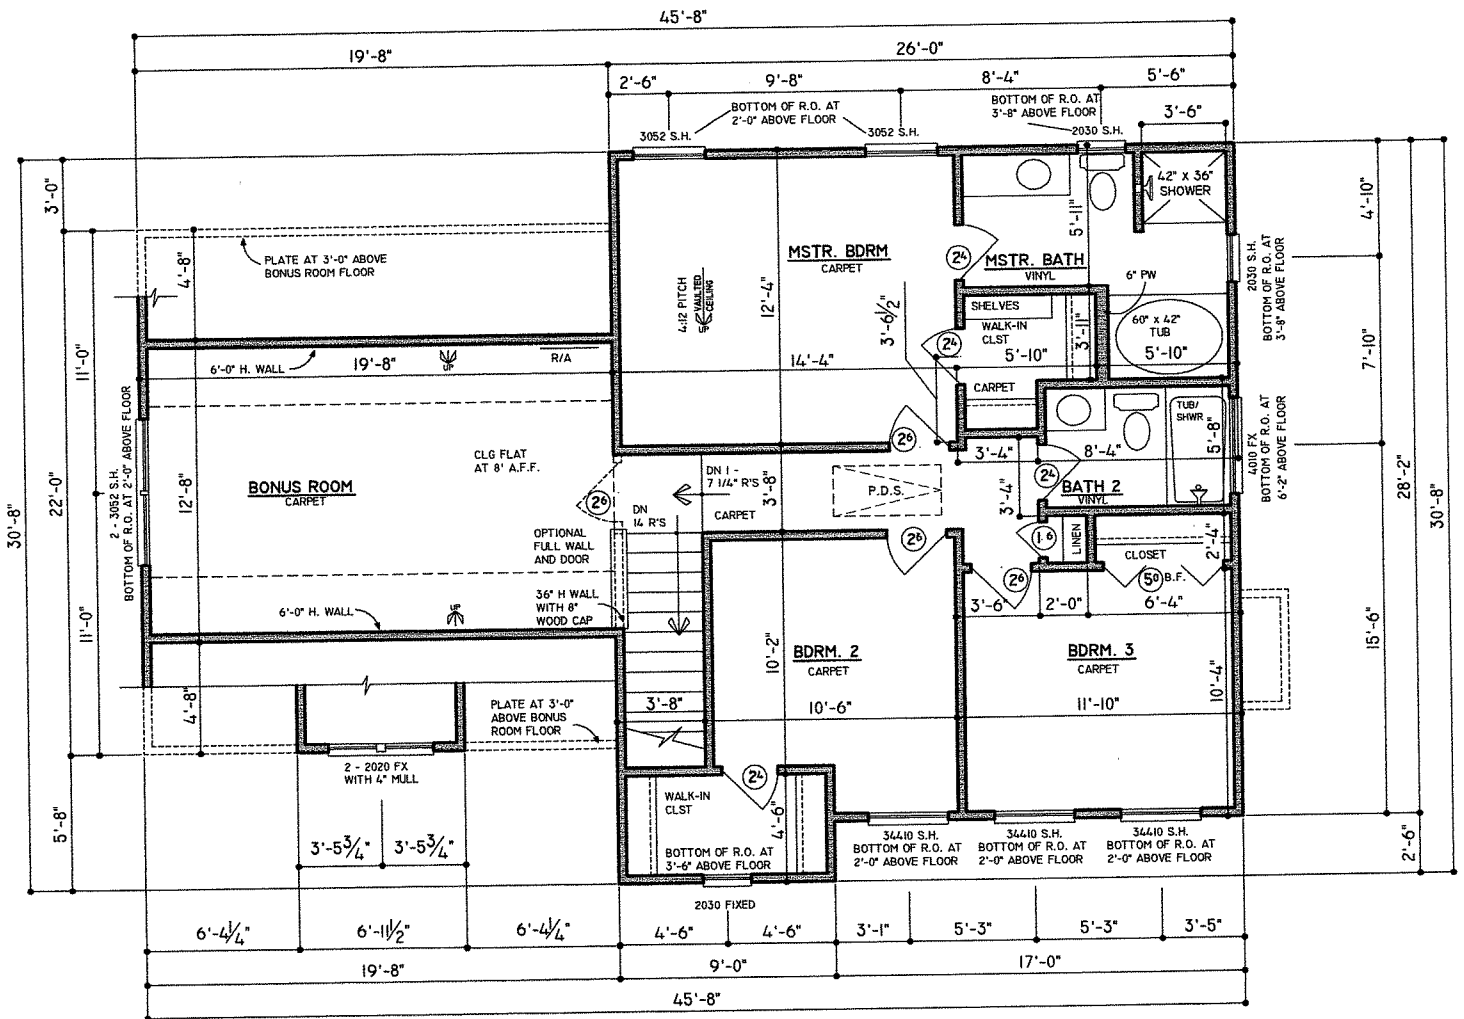 45'-8"
19'-8"
26'-0"
2'-6"
9'-8"
8'-4"
5'-6"
BOTTOM OF R.O. AT
2'-0" ABOVE FLOOR
BOTTOM OF R.O. AT
3'-8" ABOVE FLOOR
3'-6"
3052 S.H.
3052 S.H.
2030 S.H.
3'-0"
4'-8"
PLATE AT 3'-0" ABOVE
BONUS ROOM FLOOR
42" x 36"
SHOWER
5'-11"
4'-10"
MSTR. BDRM
CARPET
24
MSTR. BATH
VINYL
6" PW
2030 S.H.
BOTTOM OF R.O. AT
3'-8" ABOVE FLOOR
4:12 PITCH
UP VAULTED
CEILING
12'-4"
3'-6 1/2"
SHELVES
WALK-IN
CLST
3'-11"
60" x 42"
TUB
24
5'-10"
5'-10"
7'-10"
11'-0"
6'-0" H. WALL
19'-8"
UP
R/A
14'-4"
CARPET
TUB/
SHWR
5'-8"
4010 FX
BOTTOM OF R.O. AT
6'-2" ABOVE FLOOR
28'-2"
30'-8"
30'-8"
22'-0"
2 - 3052 S.H.
BOTTOM OF R.O. AT 2'-0" ABOVE FLOOR
12'-8"
BONUS ROOM
CARPET
CLG FLAT
AT 8' A.F.F.
26
DN 1 -
7 1/4" R'S
DN
14 R'S
CARPET
3'-8"
P.D.S.
26
3'-4"
8'-4"
24
BATH 2
VINYL
3'-4"
OPTIONAL
FULL WALL
AND DOOR
26
16
LINEN
CLOSET
2'-4"
50 B.F.
26
36" H WALL
WITH 8"
WOOD CAP
3'-6"
2'-0"
6'-4"
6'-0" H. WALL
UP
11'-0"
10'-2"
BDRM. 2
CARPET
BDRM. 3
CARPET
10'-4"
15'-6"
4'-8"
PLATE AT 3'-0"
ABOVE BONUS
ROOM FLOOR
3'-8"
10'-6"
11'-10"
2 - 2020 FX
WITH 4" MULL
24
WALK-IN
CLST
4'-6"
5'-8"
3'-5 3/4"
3'-5 3/4"
BOTTOM OF R.O. AT
3'-6" ABOVE FLOOR
34410 S.H.
BOTTOM OF R.O. AT
2'-0" ABOVE FLOOR
34410 S.H.
BOTTOM OF R.O. AT
2'-0" ABOVE FLOOR
34410 S.H.
BOTTOM OF R.O. AT
2'-0" ABOVE FLOOR
2'-6"
2030 FIXED
6'-4 1/4"
6'-11 1/2"
6'-4 1/4"
4'-6"
4'-6"
3'-1"
5'-3"
5'-3"
3'-5"
19'-8"
9'-0"
17'-0"
45'-8"